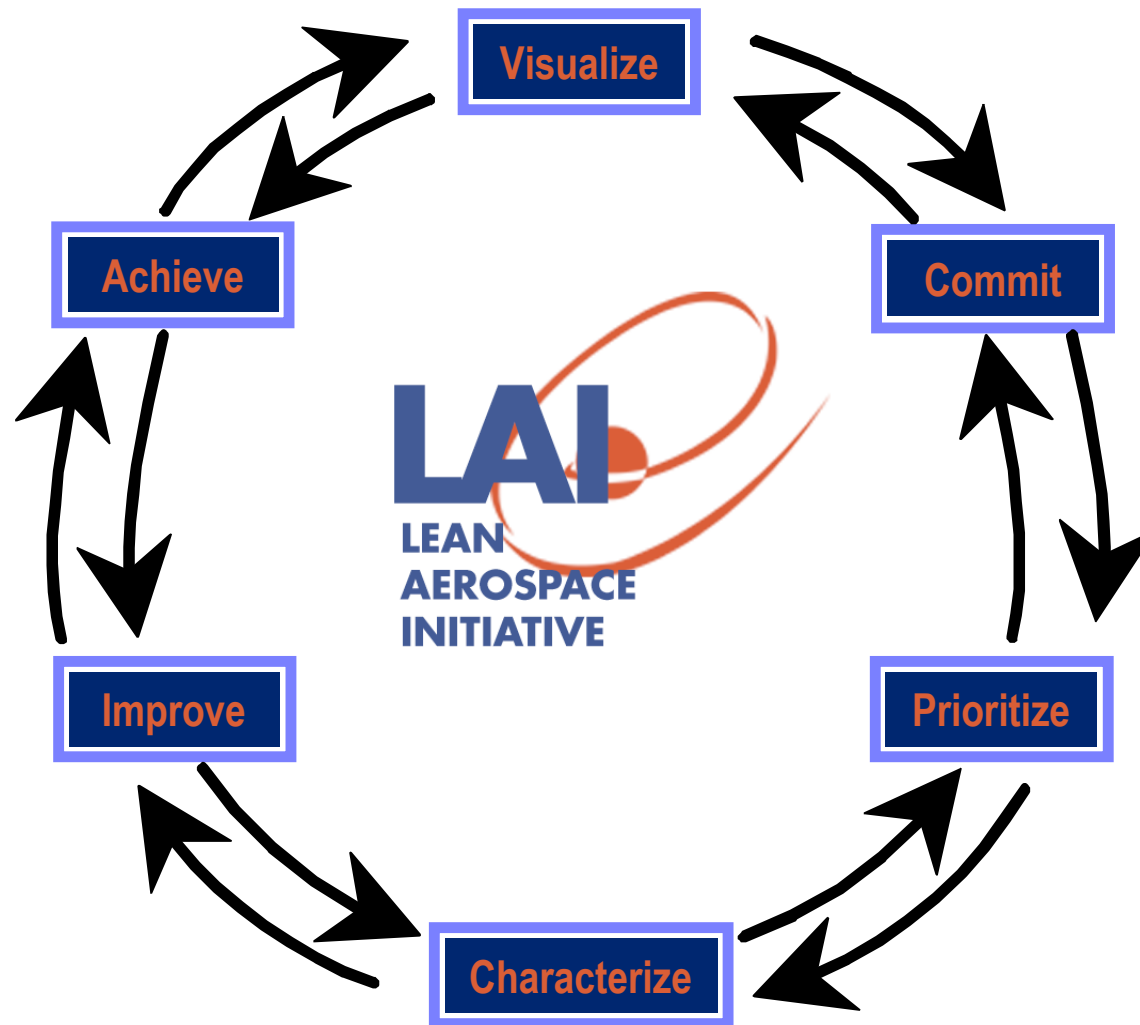 Visualize
Commit
Prioritize
Characterize
Improve
Achieve
LAI
LEAN
AEROSPACE
INITIATIVE